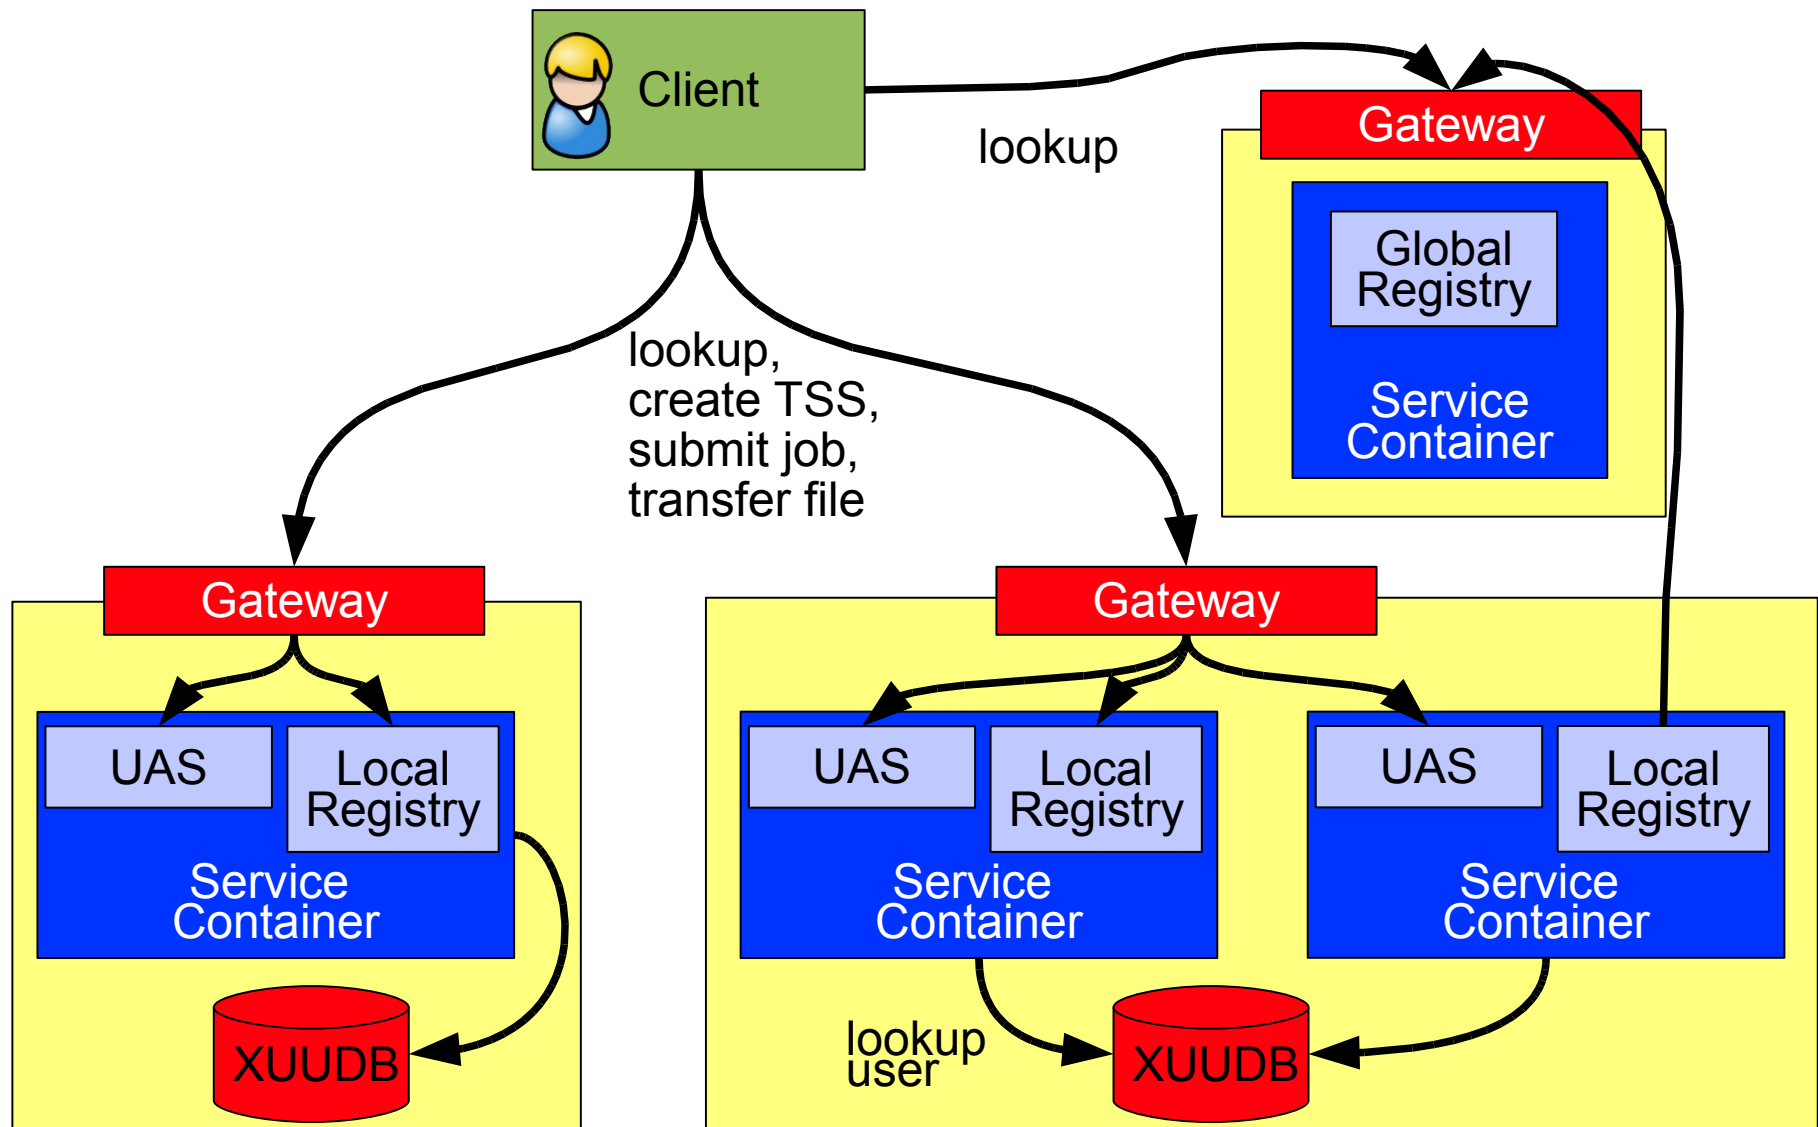 Client
lookup
Gateway
Global
Registry
Service
Container
lookup,
create TSS,
submit job,
transfer file
Gateway
UAS
Local
Registry
Service
Container
XUUDB
Gateway
UAS
Local
Registry
Service
Container
UAS
Local
Registry
Service
Container
lookup
user
XUUDB